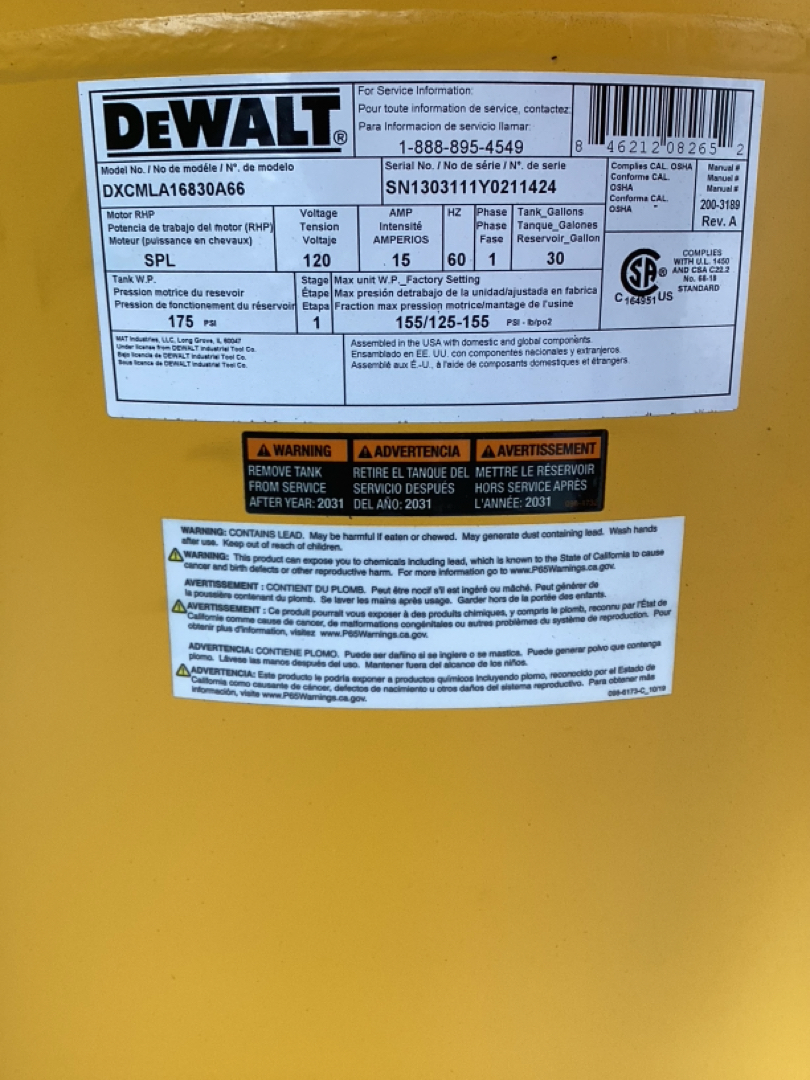 DEWALT®
For Service Information:
Pour toute information de service, contactez
Para Informacion de servicio llamar:
1-888-895-4549
8 46212 08265 2
Model No. / No de modéle / N°. de modelo
DXCMLA16830A66
Serial No. / No de série / N°. de serie
SN1303111Y0211424
Complies CAL. OSHA
Conforme CAL.
OSHA
Conforma CAL.
OSHA
Manual #
Manuel #
Manual #
200-3189
Rev. A
Motor RHP
Potencia de trabajo del motor (RHP)
Moteur (puissance en chevaux)
SPL
Voltage
Tension
Voltaje
120
AMP
Intensité
AMPERIOS
15
HZ
60
Phase
Phase
Fase
1
Tank_Gallons
Tanque_Galones
Reservoir_Gallon
30
SA®
C 164951 US
COMPLIES
WITH U.L. 1450
AND CSA C22.2
No. 68-18
STANDARD
Tank W.P.
Pression motrice du resevoir
Pression de fonctionement du réservoir
175 PSI
Stage
Étape
Etapa
1
Max unit W.P._Factory Setting
Max presión detrabajo de la unidad/ajustada en fabrica
Fraction max pression motrice/mantage de l'usine
155/125-155 PSI - lb/po2
MAT Industries, LLC, Long Grove, IL 60047
Under license from DEWALT Industrial Tool Co.
Bajo licencia de DEWALT Industrial Tool Co.
Sous licence de DEWALT Industrial Tool Co.
Assembled in the USA with domestic and global components.
Ensamblado en EE. UU. con componentes nacionales y extranjeros.
Assemblé aux É.-U., à l'aide de composants domestiques et étrangers.
WARNING
REMOVE TANK
FROM SERVICE
AFTER YEAR: 2031
ADVERTENCIA
RETIRE EL TANQUE DEL
SERVICIO DESPUÉS
DEL AÑO: 2031
AVERTISSEMENT
METTRE LE RÉSERVOIR
HORS SERVICE APRÈS
L'ANNÉE: 2031
WARNING: CONTAINS LEAD. May be harmful if eaten or chewed. May generate dust containing lead. Wash hands
after use. Keep out of reach of children.
WARNING: This product can expose you to chemicals including lead, which is known to the State of California to cause
cancer and birth defects or other reproductive harm. For more information go to www.P65Warnings.ca.gov.
AVERTISSEMENT : CONTIENT DU PLOMB. Peut être nocif s'il est ingéré ou mâché. Peut générer de
la poussière contenant du plomb. Se laver les mains après usage. Garder hors de la portée des enfants.
AVERTISSEMENT : Ce produit pourrait vous exposer à des produits chimiques, y compris le plomb, reconnu par l'État de
Californie comme cause de cancer, de malformations congénitales ou autres problèmes du système de reproduction. Pour
obtenir plus d'information, visitez www.P65Warnings.ca.gov.
ADVERTENCIA: CONTIENE PLOMO. Puede ser dañino si se ingiere o se mastica. Puede generar polvo que contenga
plomo. Lávese las manos después del uso. Mantener fuera del alcance de los niños.
ADVERTENCIA: Este producto le podría exponer a productos químicos incluyendo plomo, reconocido por el Estado de
California como causante de cáncer, defectos de nacimiento u otros daños del sistema reproductivo. Para obtener más
información, visite www.P65Warnings.ca.gov.
098-6173-C_10/19